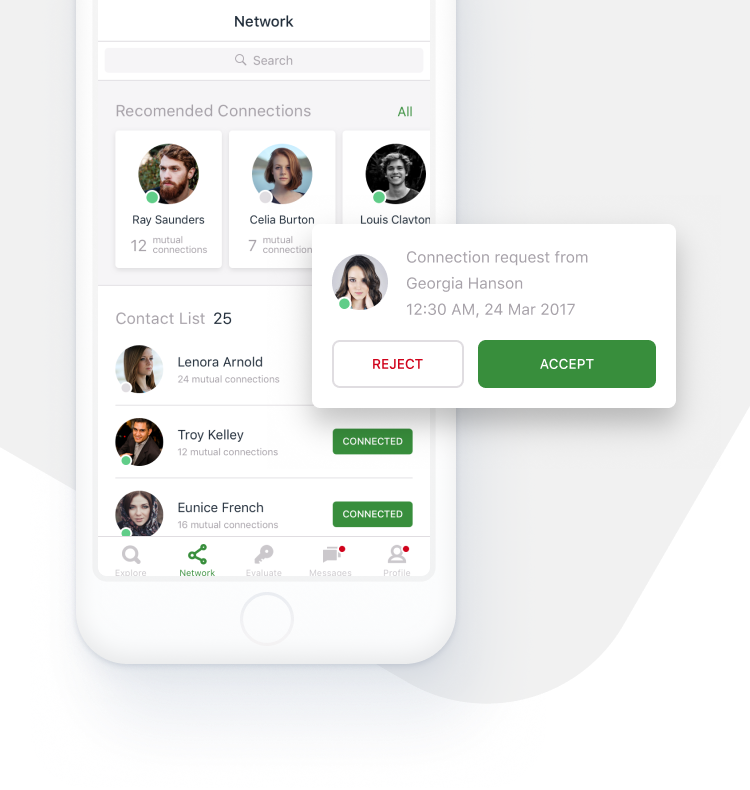 Network
Search
Recomended Connections
All
Ray Saunders
12 mutual connections
Celia Burton
7 mutual connection
Louis Clayton
Connection request from
Georgia Hanson
12:30 AM, 24 Mar 2017
REJECT
ACCEPT
Contact List 25
Lenora Arnold
24 mutual connections
Troy Kelley
12 mutual connections
CONNECTED
Eunice French
16 mutual connections
CONNECTED
Explore
Network
Evaluate
Messages
Profile